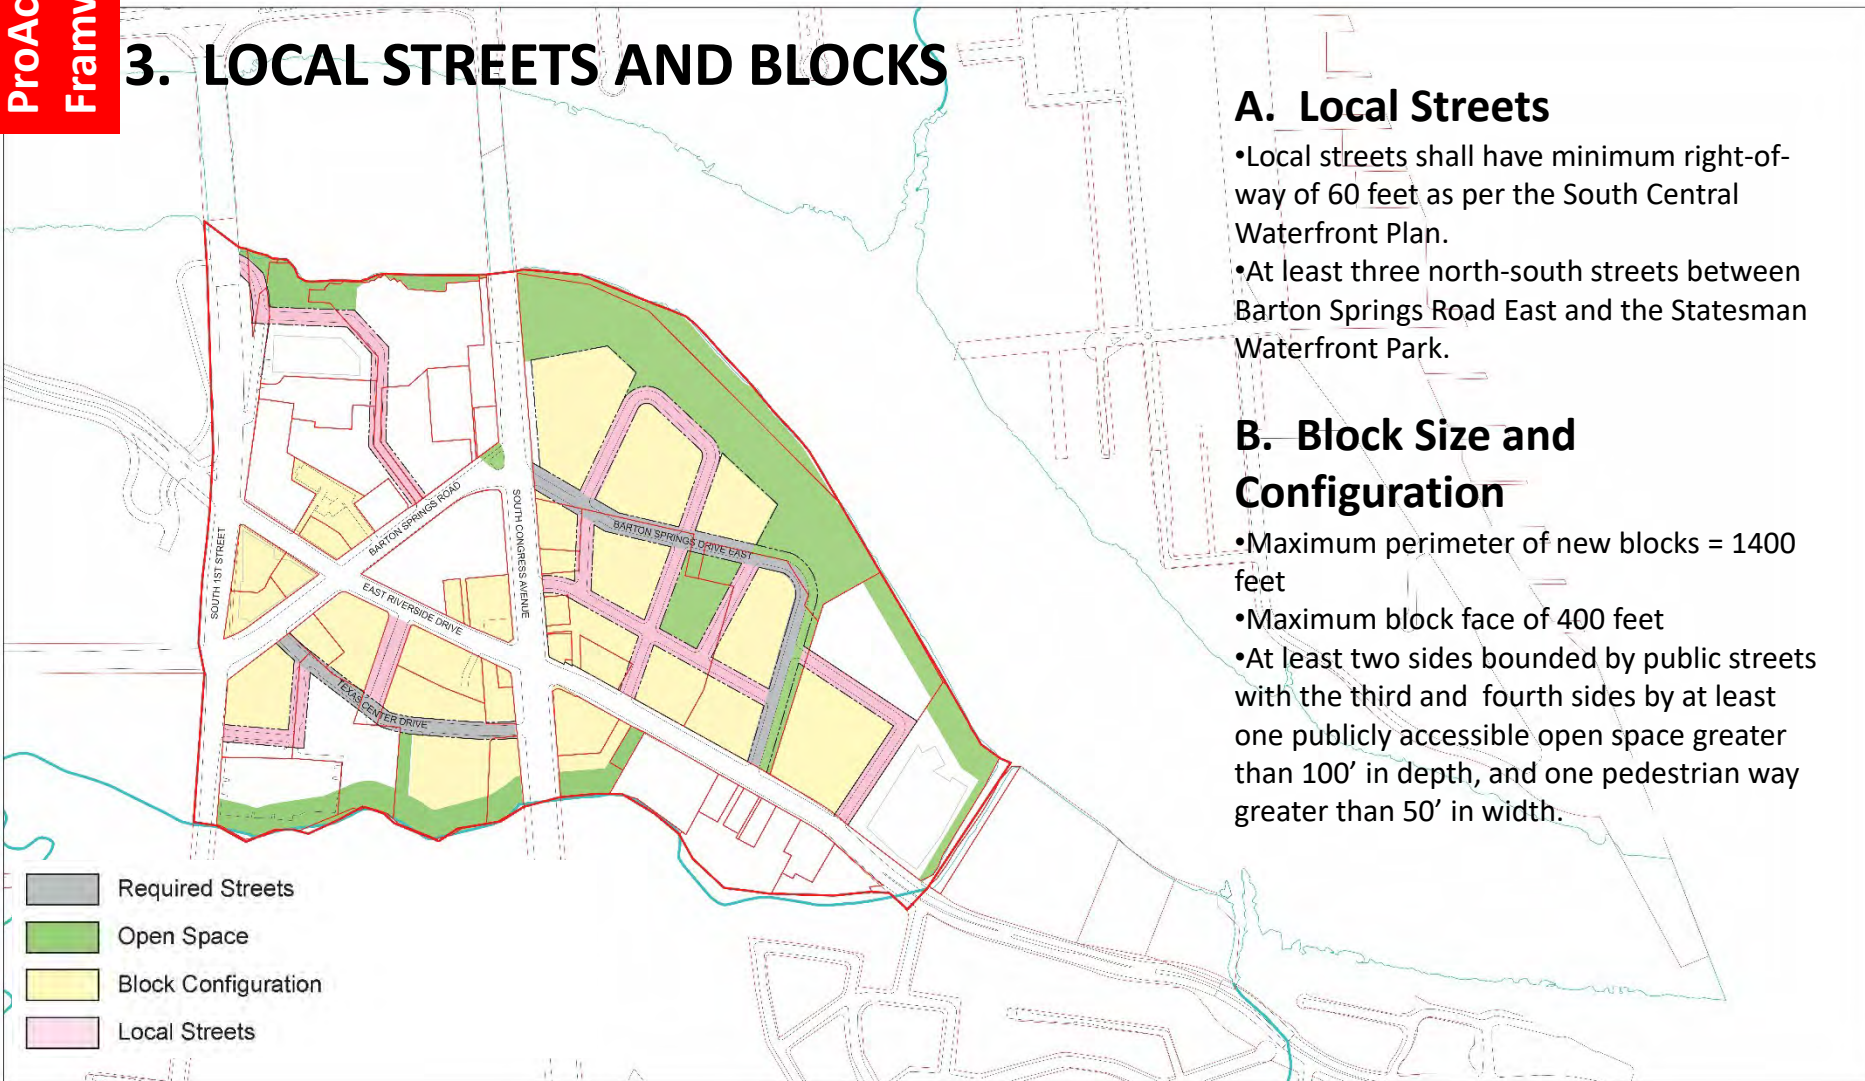 ProAc
Framv
3. LOCAL STREETS AND BLOCKS
A. Local Streets
•Local streets shall have minimum right-of-
way of 60 feet as per the South Central
Waterfront Plan.
•At least three north-south streets between
Barton Springs Road East and the Statesman
Waterfront Park.
B. Block Size and
Configuration
•Maximum perimeter of new blocks = 1400
feet
•Maximum block face of 400 feet
•At least two sides bounded by public streets
with the third and fourth sides by at least
one publicly accessible open space greater
than 100’ in depth, and one pedestrian way
greater than 50’ in width.
SOUTH 1ST STREET
BARTON SPRINGS ROAD
SOUTH CONGRESS AVENUE
BARTON SPRINGS DRIVE EAST
EAST RIVERSIDE DRIVE
TEXAS CENTER DRIVE
Required Streets
Open Space
Block Configuration
Local Streets